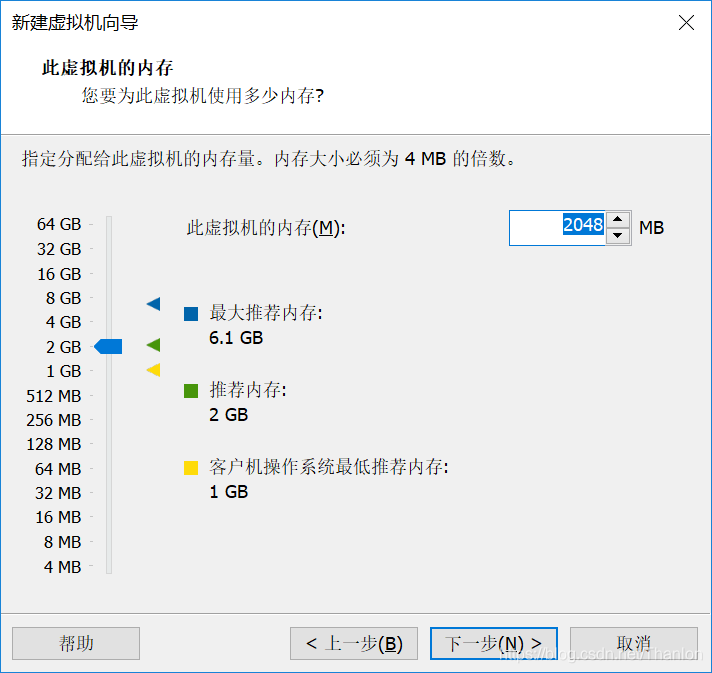 新建虚拟机向导
此虚拟机的内存
您要为此虚拟机使用多少内存?
指定分配给此虚拟机的内存量。内存大小必须为 4 MB 的倍数。
64 GB
32 GB
16 GB
8 GB
4 GB
2 GB
1 GB
512 MB
256 MB
128 MB
64 MB
32 MB
16 MB
8 MB
4 MB
此虚拟机的内存(M):
2048 MB
最大推荐内存:
6.1 GB
推荐内存:
2 GB
客户机操作系统最低推荐内存:
1 GB
帮助
< 上一步(B)
下一步(N) >
取消
https://blog.csdn.net/Thanlon